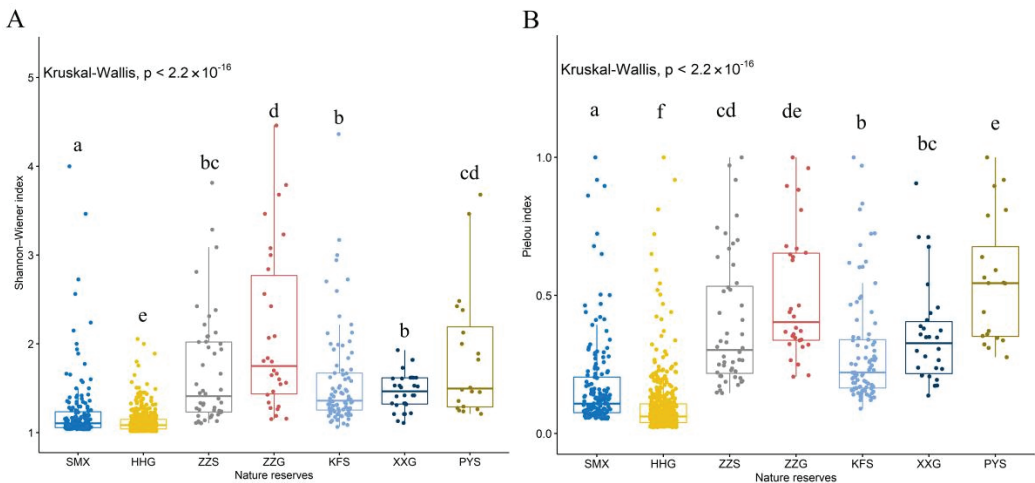 A
Kruskal-Wallis, p < 2.2 × 10⁻¹⁶
Shannon–Wiener index
5
4
3
2
1
a
e
bc
d
b
b
cd
SMX
HHG
ZZS
ZZG
KFS
XXG
PYS
Nature reserves
B
Kruskal-Wallis, p < 2.2 × 10⁻¹⁶
Pielou index
1.0
0.5
0.0
a
f
cd
de
b
bc
e
SMX
HHG
ZZS
ZZG
KFS
XXG
PYS
Nature reserves